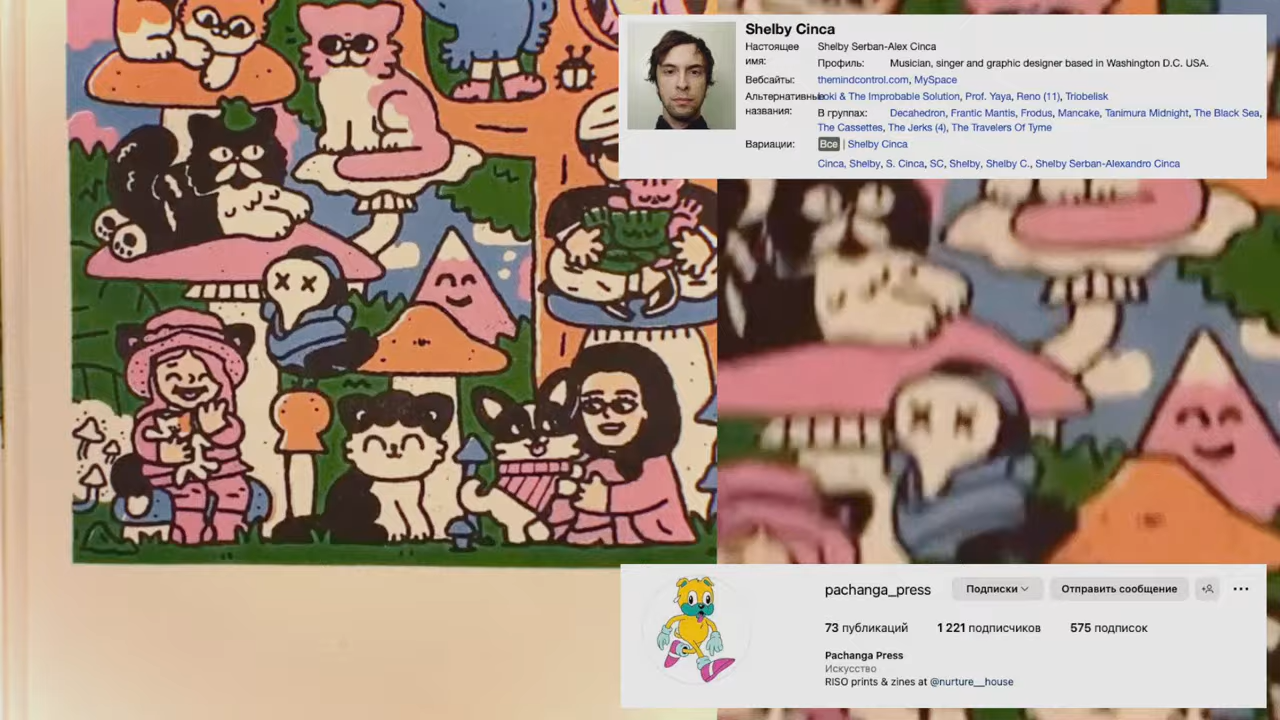 Shelby Cinca
Настоящее имя: Shelby Serban-Alex Cinca
Профиль: Musician, singer and graphic designer based in Washington D.C. USA.
Вебсайты: themindcontrol.com, MySpace
Альтернативные названия: Loki & The Improbable Solution, Prof. Yaya, Reno (11), Triobelisk
В группах: Decahedron, Frantic Mantis, Frodus, Mancake, Tanimura Midnight, The Black Sea,
The Cassettes, The Jerks (4), The Travelers Of Tyme
Вариации: Все | Shelby Cinca
Cinca, Shelby, S. Cinca, SC, Shelby, Shelby C., Shelby Serban-Alexandro Cinca
pachanga_press Подписки Отправить сообщение
73 публикаций 1 221 подписчиков 575 подписок
Pachanga Press
Искусство
RISO prints & zines at @nurture__house